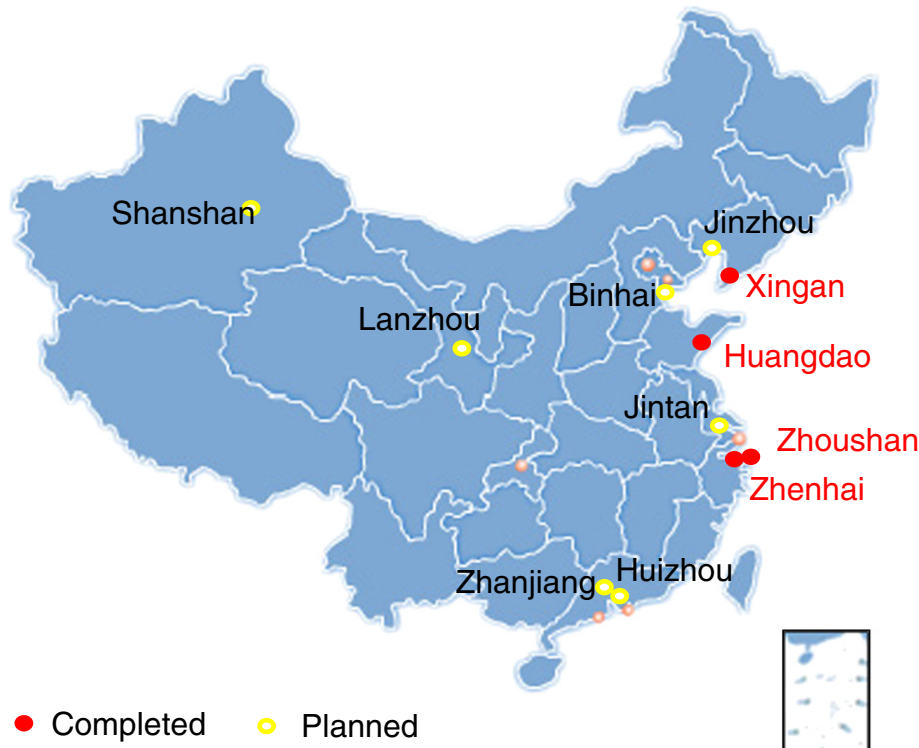 Shanshan
Jinzhou
Xingan
Binhai
Lanzhou
Huangdao
Jintan
Zhoushan
Zhenhai
Zhanjiang
Huizhou
Completed
Planned